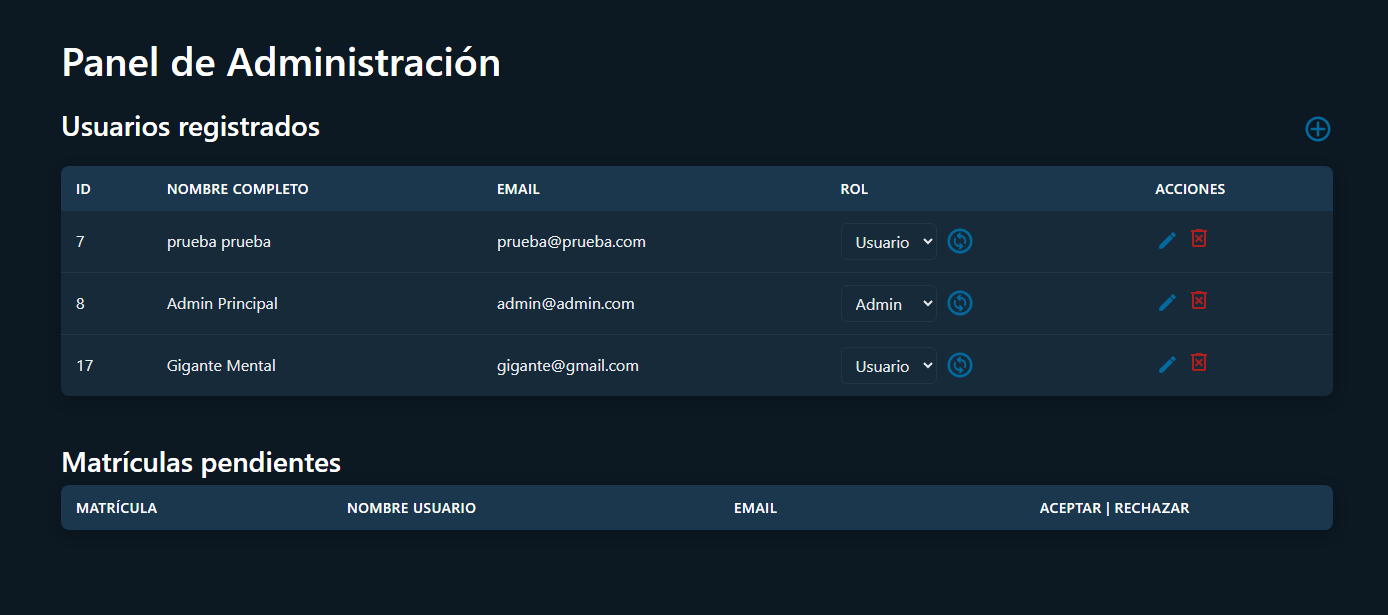 Panel de Administración
Usuarios registrados
ID NOMBRE COMPLETO EMAIL ROL ACCIONES
7 prueba prueba prueba@prueba.com Usuario
8 Admin Principal admin@admin.com Admin
17 Gigante Mental gigante@gmail.com Usuario
Matrículas pendientes
MATRÍCULA NOMBRE USUARIO EMAIL ACEPTAR | RECHAZAR